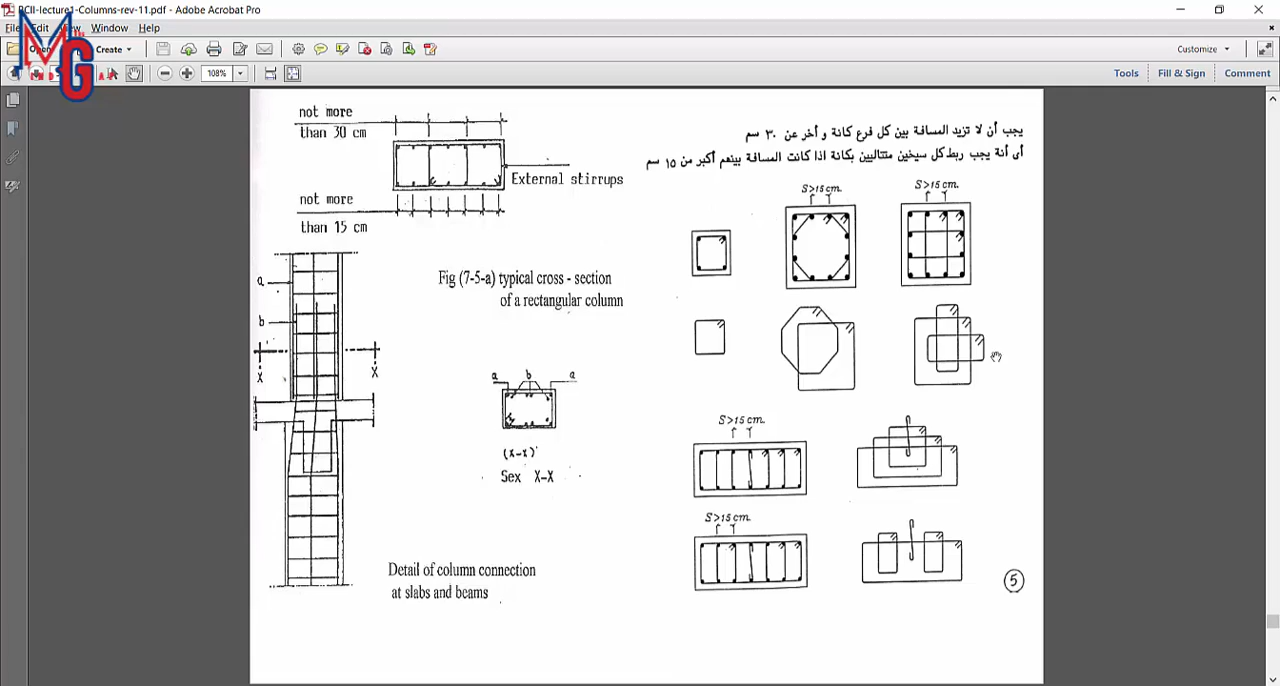 RCII-lecture1-Columns-rev-11.pdf - Adobe Acrobat Pro
File Edit View Window Help
Open Create Customize
108% Tools Fill & Sign Comment
MG
not more
than 30 cm
External stirrups
not more
than 15 cm
Fig (7-5-a) typical cross - section
of a rectangular column
a
b
X X
a b a
(x-x)
Sex X-X
Detail of column connection
at slabs and beams
يجب أن لا تزيد المسافة بين كل فرع كانة و أخر عن ٣٠ سم
أى أنة يجب ربط كل سيخين متتاليين بكانة اذا كانت المسافة بينهم أكبر من ١٥ سم
S>15 cm.
S>15 cm.
S>15 cm.
S>15 cm.
5